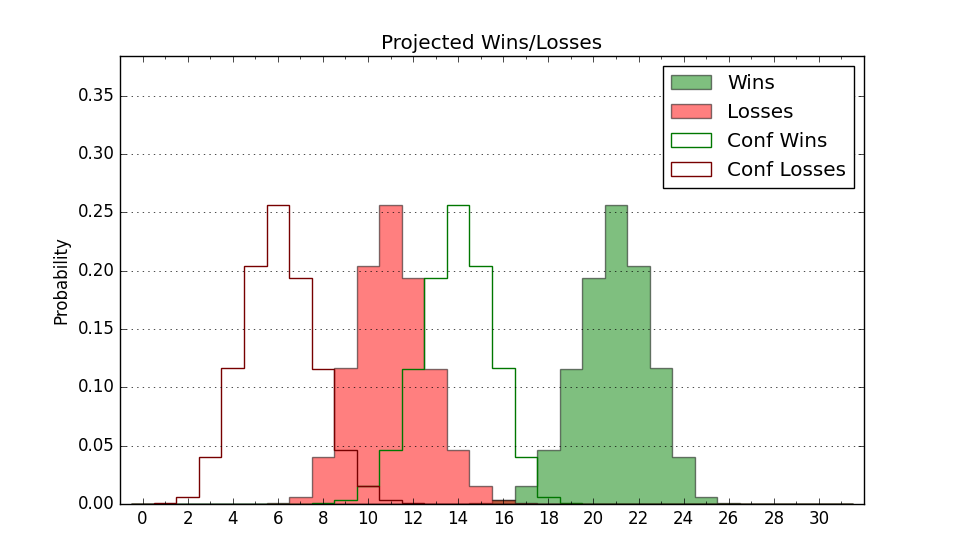 Projected Wins/Losses
Wins
Losses
Conf Wins
Conf Losses
Probability
0.35
0.30
0.25
0.20
0.15
0.10
0.05
0.00
0 2 4 6 8 10 12 14 16 18 20 22 24 26 28 30